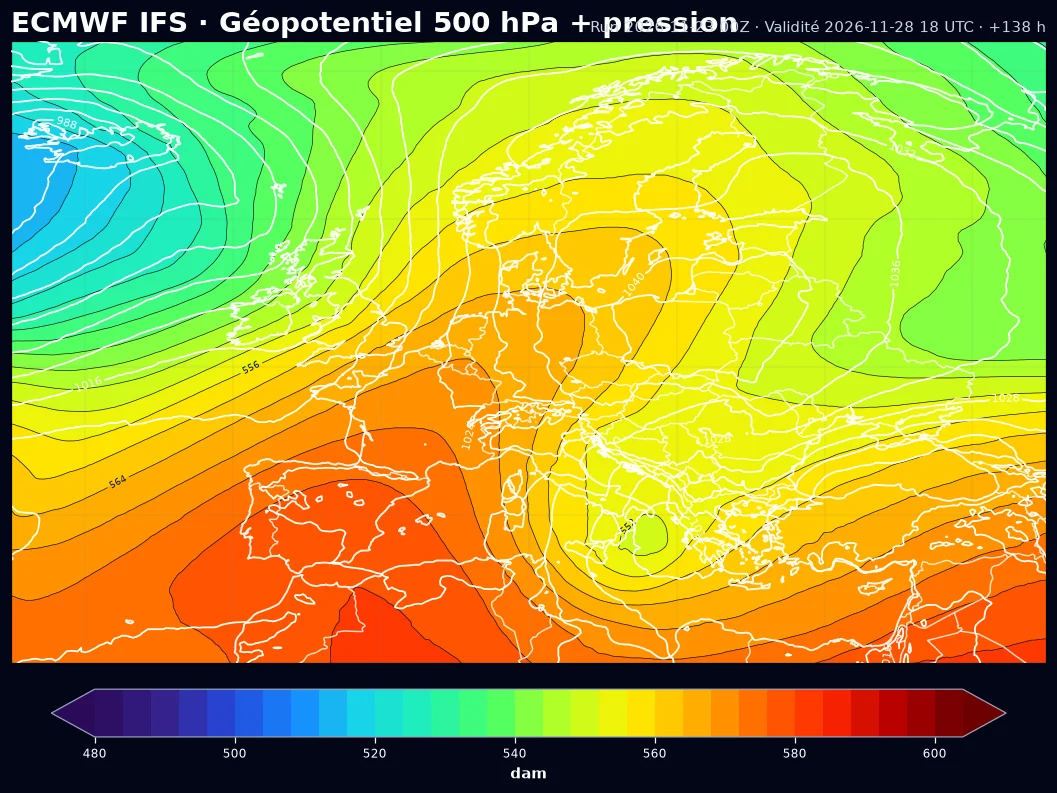 ECMWF IFS · Géopotentiel 500 hPa + pression
Validité 2026-11-28 18 UTC · +138 h
988
1040
1036
556
1016
1028
564
480 500 520 540 560 580 600
dam